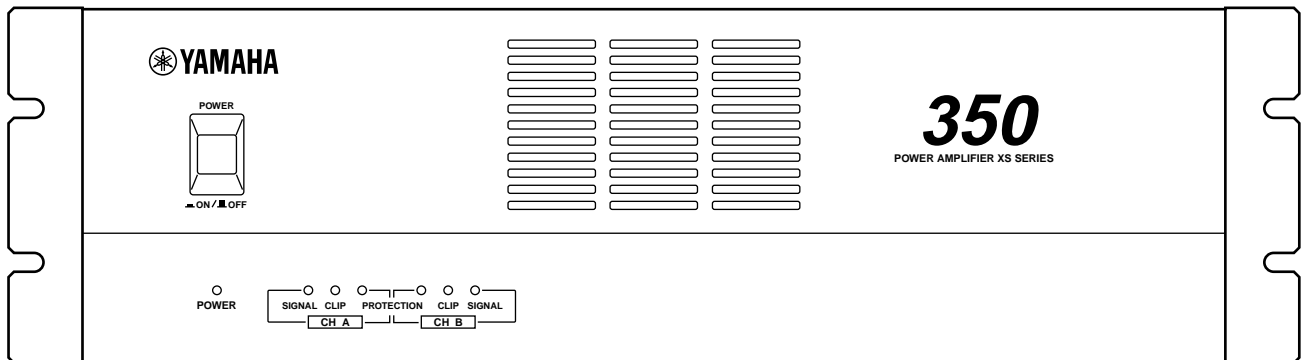 YAMAHA
POWER
ON / OFF
350
POWER AMPLIFIER XS SERIES
POWER
SIGNAL CLIP PROTECTION CLIP SIGNAL
CH A CH B